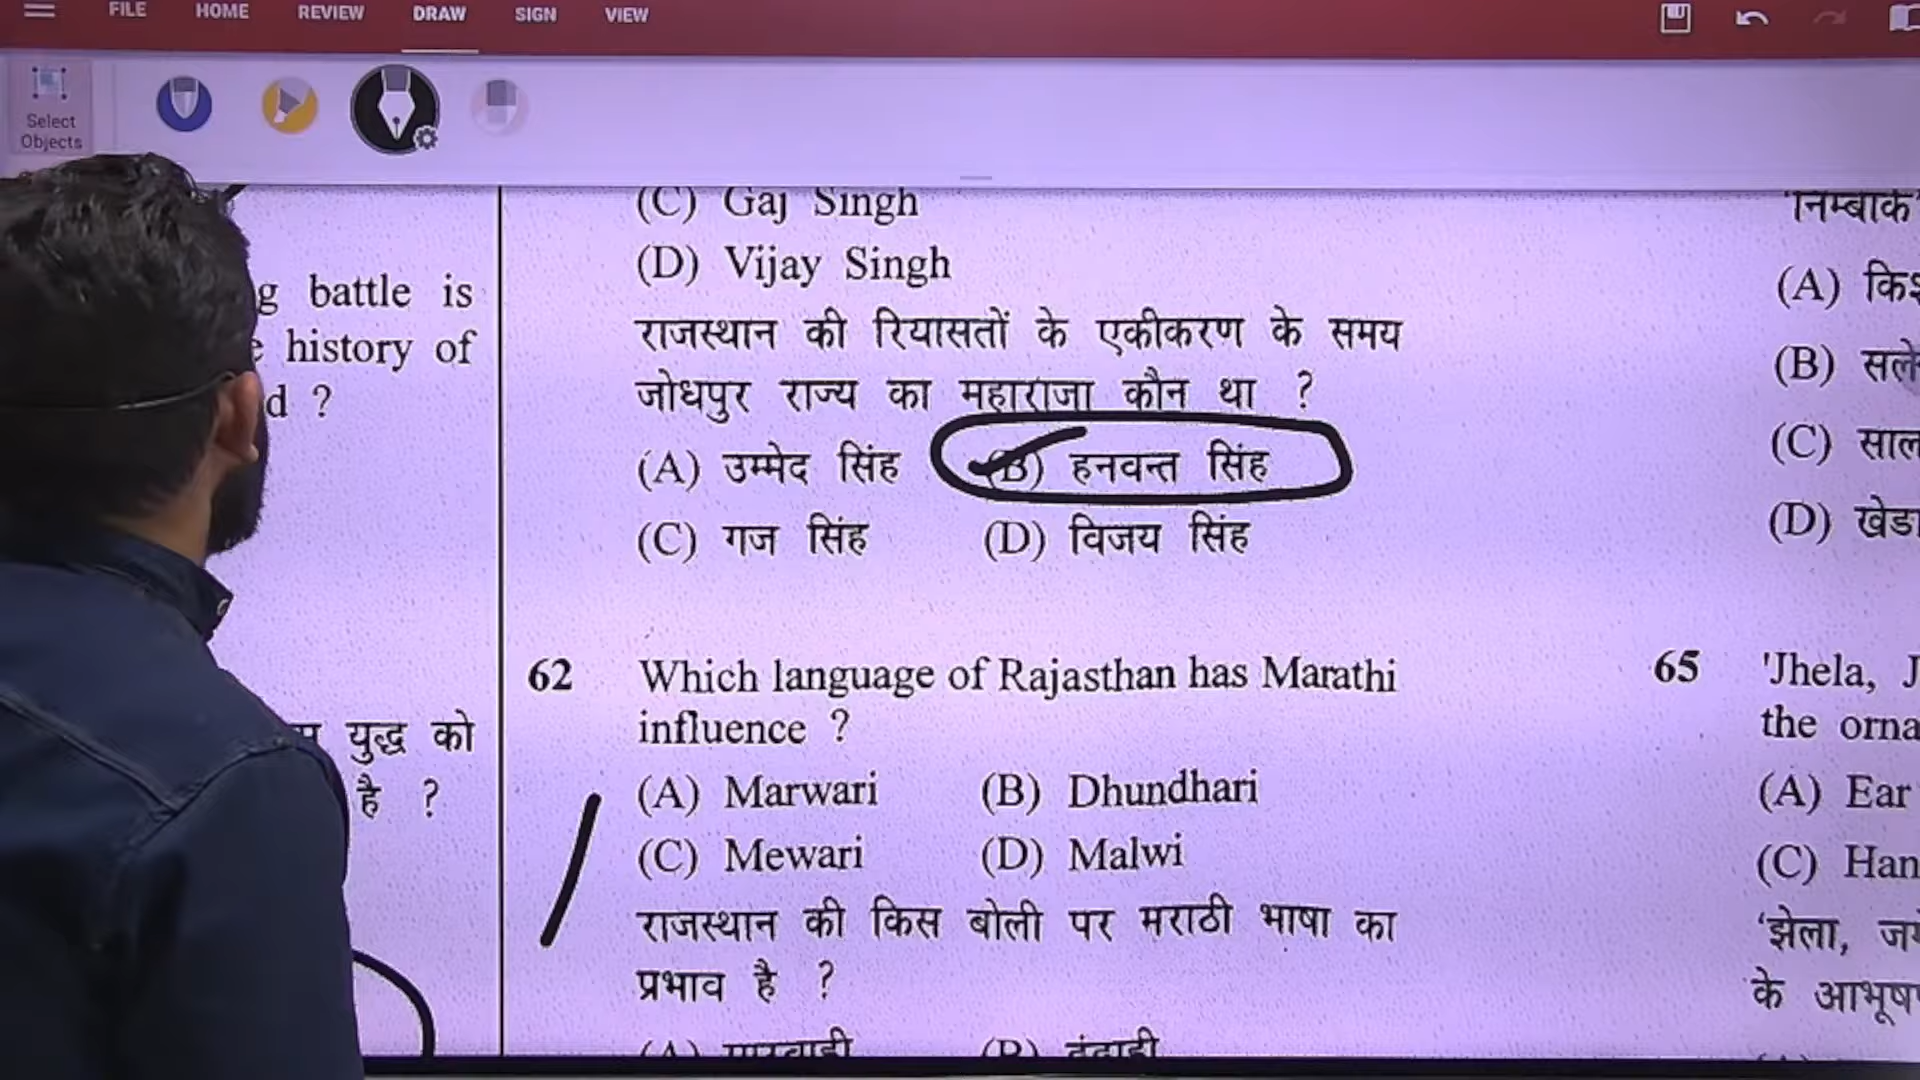 FILE HOME REVIEW DRAW SIGN VIEW
Select
Objects
battle is
history of
d ?
युद्ध को
है ?
(C) Gaj Singh
(D) Vijay Singh
राजस्थान की रियासतों के एकीकरण के समय
जोधपुर राज्य का महाराजा कौन था ?
(A) उम्मेद सिंह (B) हनवन्त सिंह
(C) गज सिंह (D) विजय सिंह
62 Which language of Rajasthan has Marathi
influence ?
(A) Marwari (B) Dhundhari
(C) Mewari (D) Malwi
राजस्थान की किस बोली पर मराठी भाषा का
प्रभाव है ?
(A) मारवाड़ी (B) ढूंढाड़ी
(A)
(B)
(C)
(D)
65 'Jhela, J
the orna
(A) Ear
(C) Han
‘झेला,
के